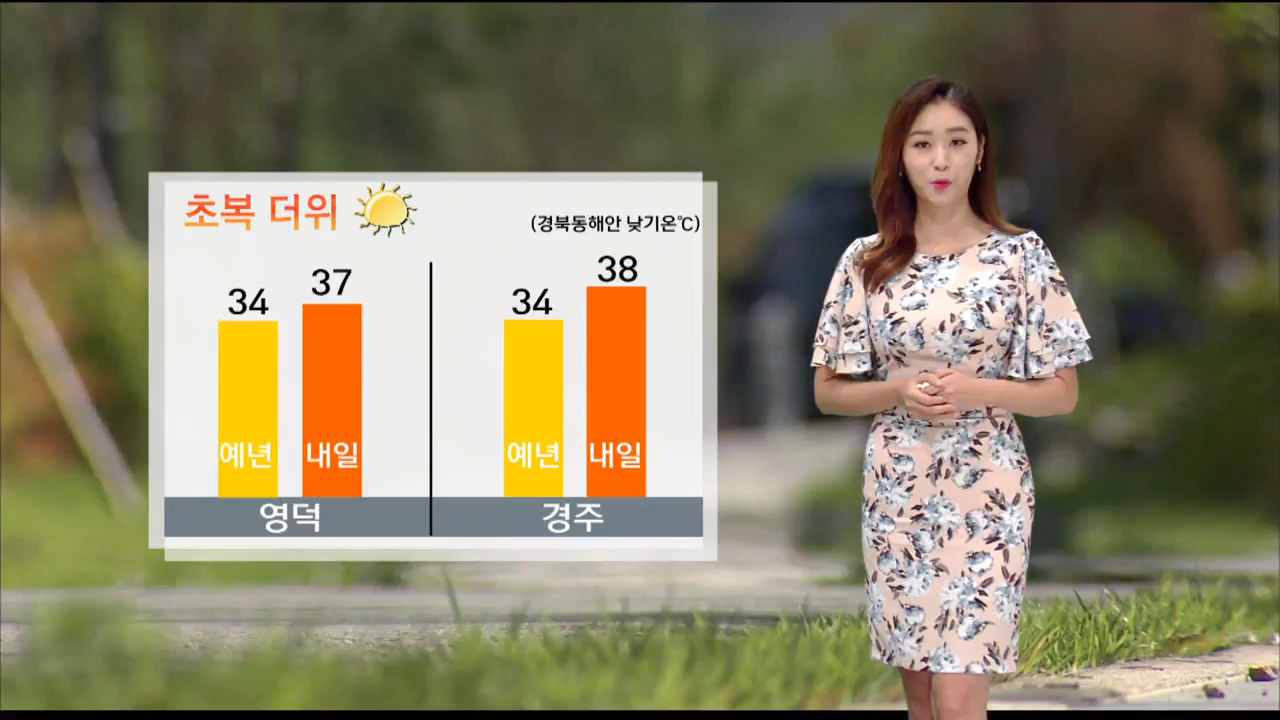 초복 더위
(경북동해안 낮기온℃)
34 37 34 38
예년 내일 예년 내일
영덕 경주